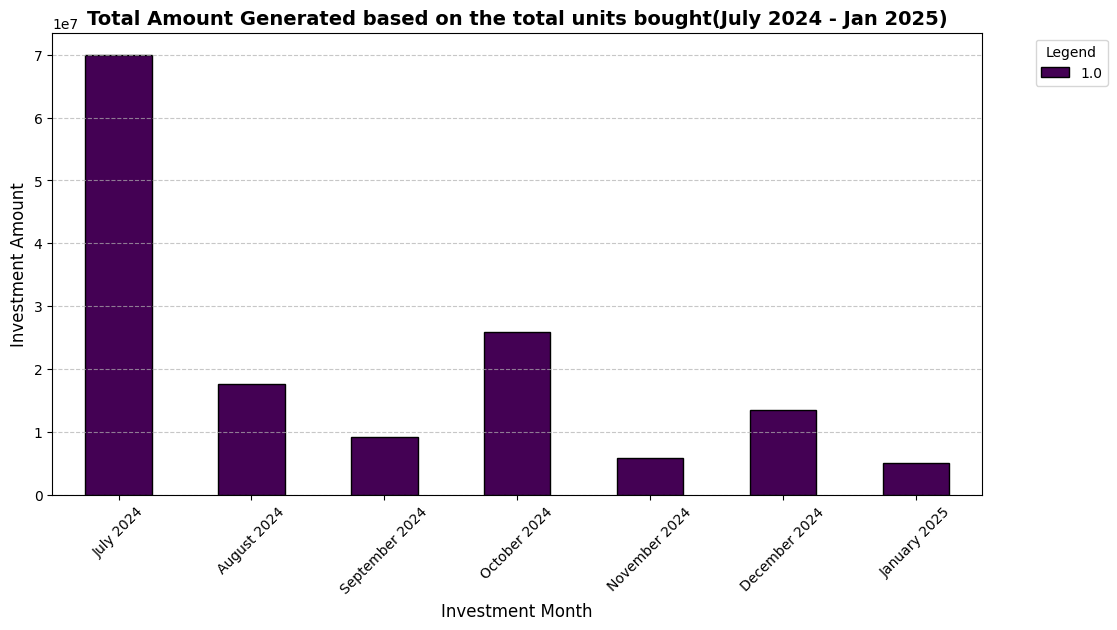 Total Amount Generated based on the total units bought(July 2024 - Jan 2025)
1e7
Legend
1.0
Investment Amount
7
6
5
4
3
2
1
0
July 2024
August 2024
September 2024
October 2024
November 2024
December 2024
January 2025
Investment Month